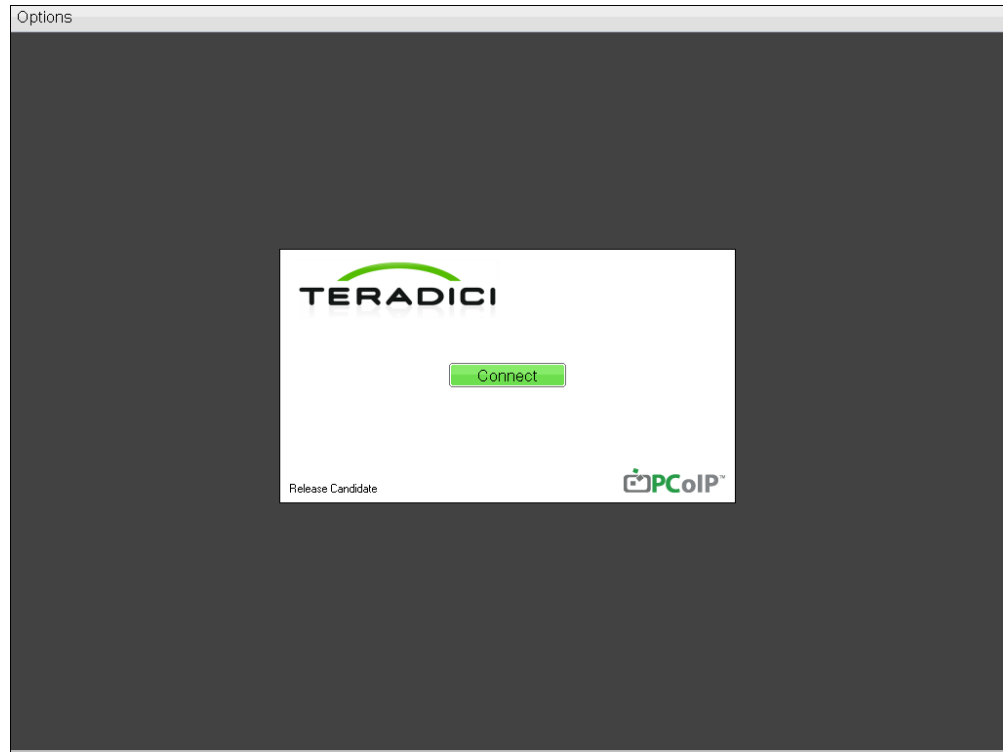 Options
TERADICI
Connect
Release Candidate
PCoIP™